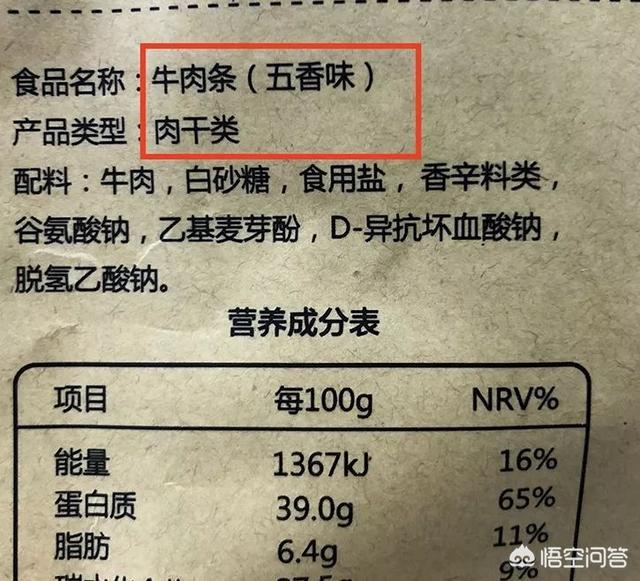 食品名称：牛肉条（五香味）
产品类型：肉干类
配料：牛肉，白砂糖，食用盐，香辛料类，
谷氨酸钠，乙基麦芽酚，D-异抗坏血酸钠，
脱氢乙酸钠。
营养成分表
项目 每100g NRV%
能量 1367kJ 16%
蛋白质 39.0g 65%
脂肪 6.4g 11%
9%
悟空问答